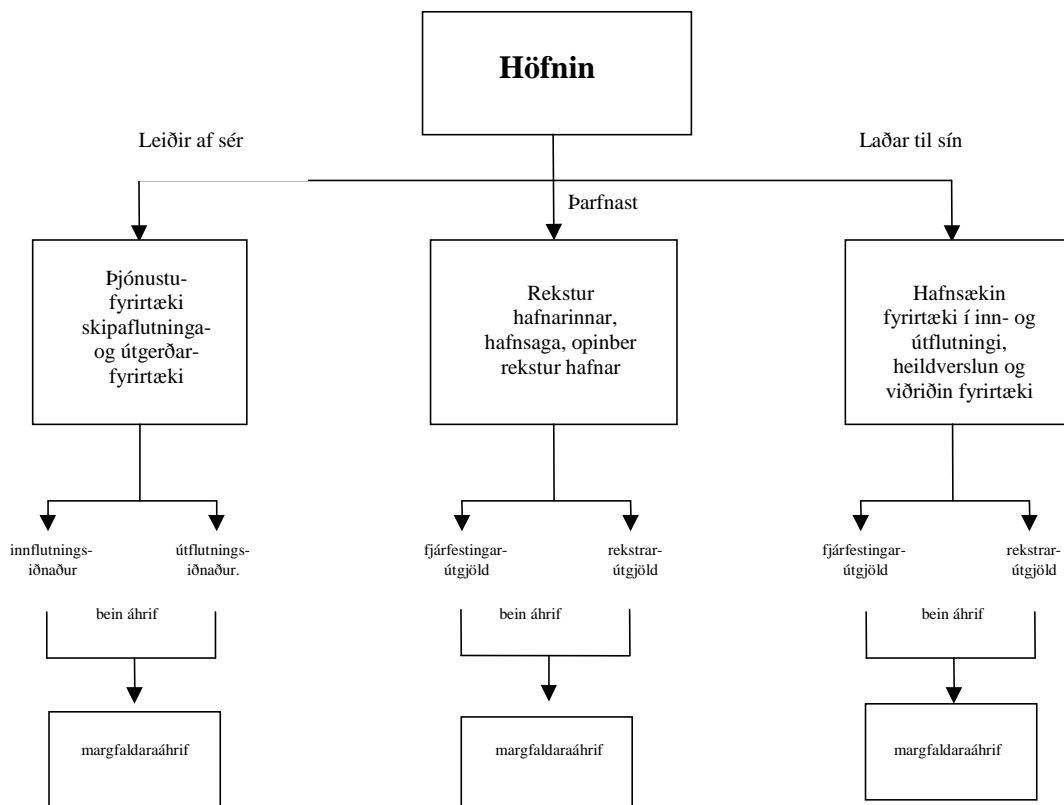 Höfnin
Leiðir af sér
Laðar til sín
Þarfnast
Þjónustu-
fyrirtæki
skipaflutninga-
og útgerðar-
fyrirtæki
Rekstur
hafnarinnar,
hafnsaga, opinber
rekstur hafnar
Hafnsækin
fyrirtæki í inn- og
útflutningi,
heildverslun og
viðriðin fyrirtæki
innflutnings-
iðnaður
útflutnings-
iðnaður.
fjárfestingar-
útgjöld
rekstrar-
útgjöld
fjárfestingar-
útgjöld
rekstrar-
útgjöld
bein áhrif
bein áhrif
bein áhrif
margfaldaraáhrif
margfaldaraáhrif
margfaldaraáhrif